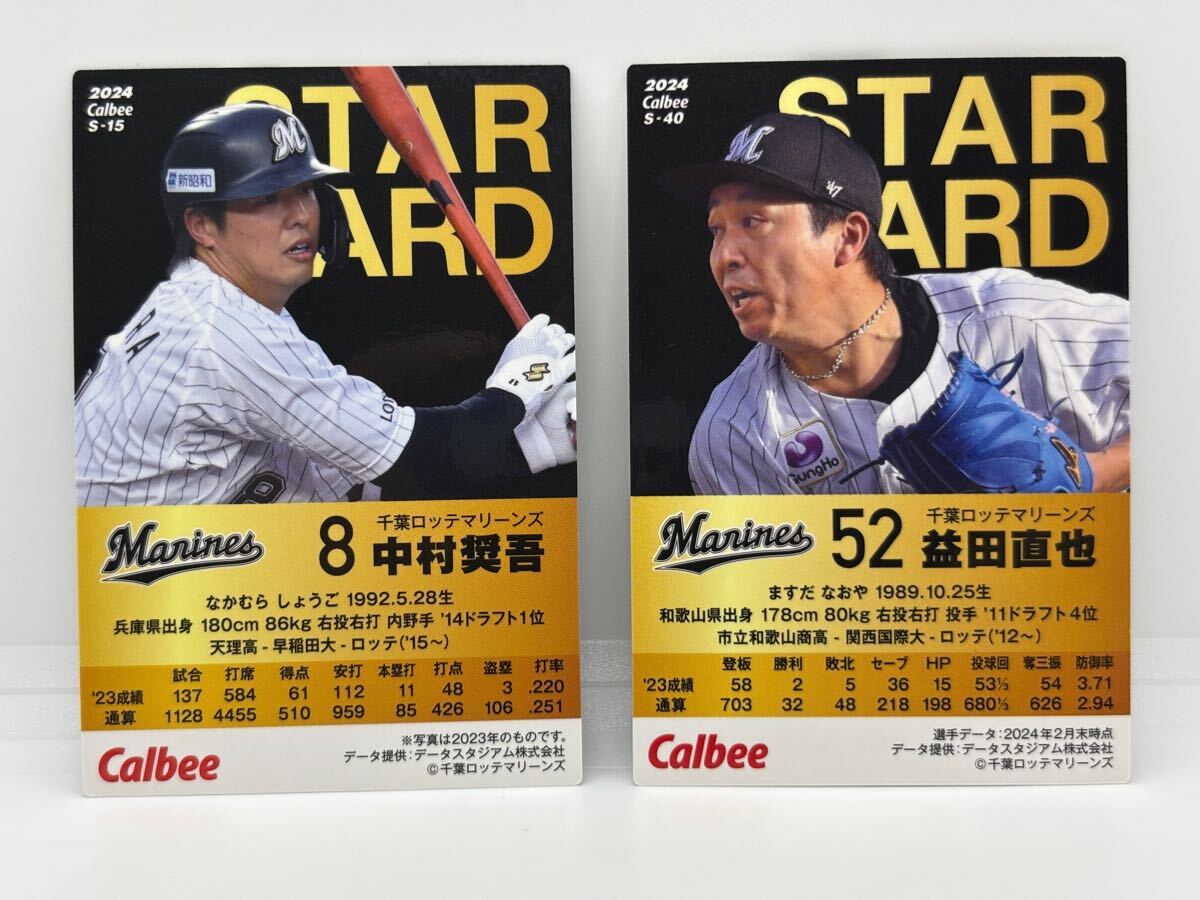 2024
Calbee
S-15
STAR
CARD
M
新昭和
RA
LOTTE
8
Marines
8
千葉ロッテマリーンズ
中村奨吾
なかむら しょうご 1992.5.28生
兵庫県出身 180cm 86kg 右投右打 内野手 '14ドラフト1位
天理高 - 早稲田大 - ロッテ('15~)
試合 打席 得点 安打 本塁打 打点 盗塁 打率
'23成績 137 584 61 112 11 48 3 .220
通算 1128 4455 510 959 85 426 106 .251
Calbee
※写真は2023年のものです。
データ提供:データスタジアム株式会社
©千葉ロッテマリーンズ
2024
Calbee
S-40
STAR
CARD
M
'47
GungHo
Marines
52
千葉ロッテマリーンズ
益田直也
ますだ なおや 1989.10.25生
和歌山県出身 178cm 80kg 右投右打 投手 '11ドラフト4位
市立和歌山商高 - 関西国際大 - ロッテ('12~)
登板 勝利 敗北 セーブ HP 投球回 奪三振 防御率
'23成績 58 2 5 36 15 53⅓ 54 3.71
通算 703 32 48 218 198 680⅓ 626 2.94
Calbee
選手データ:2024年2月末時点
データ提供:データスタジアム株式会社
©千葉ロッテマリーンズ